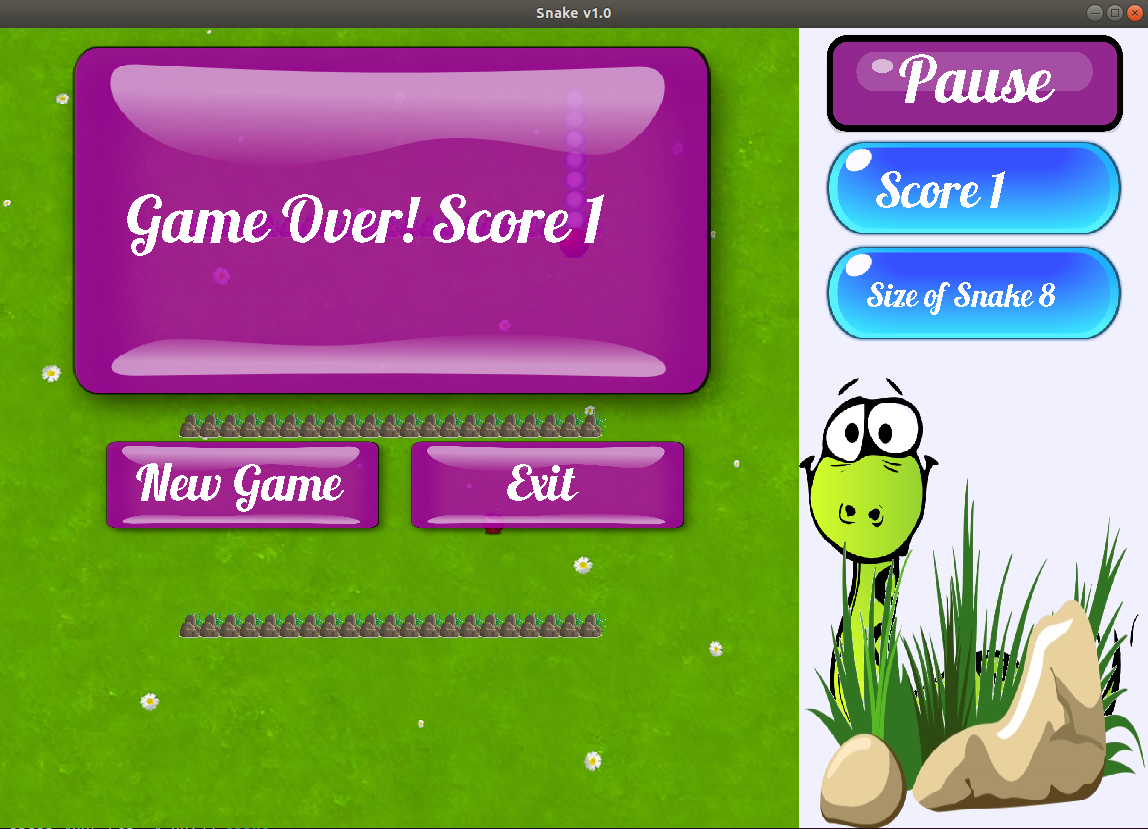 Snake v1.0
Pause
Score 1
Size of Snake 8
Game Over! Score 1
New Game
Exit